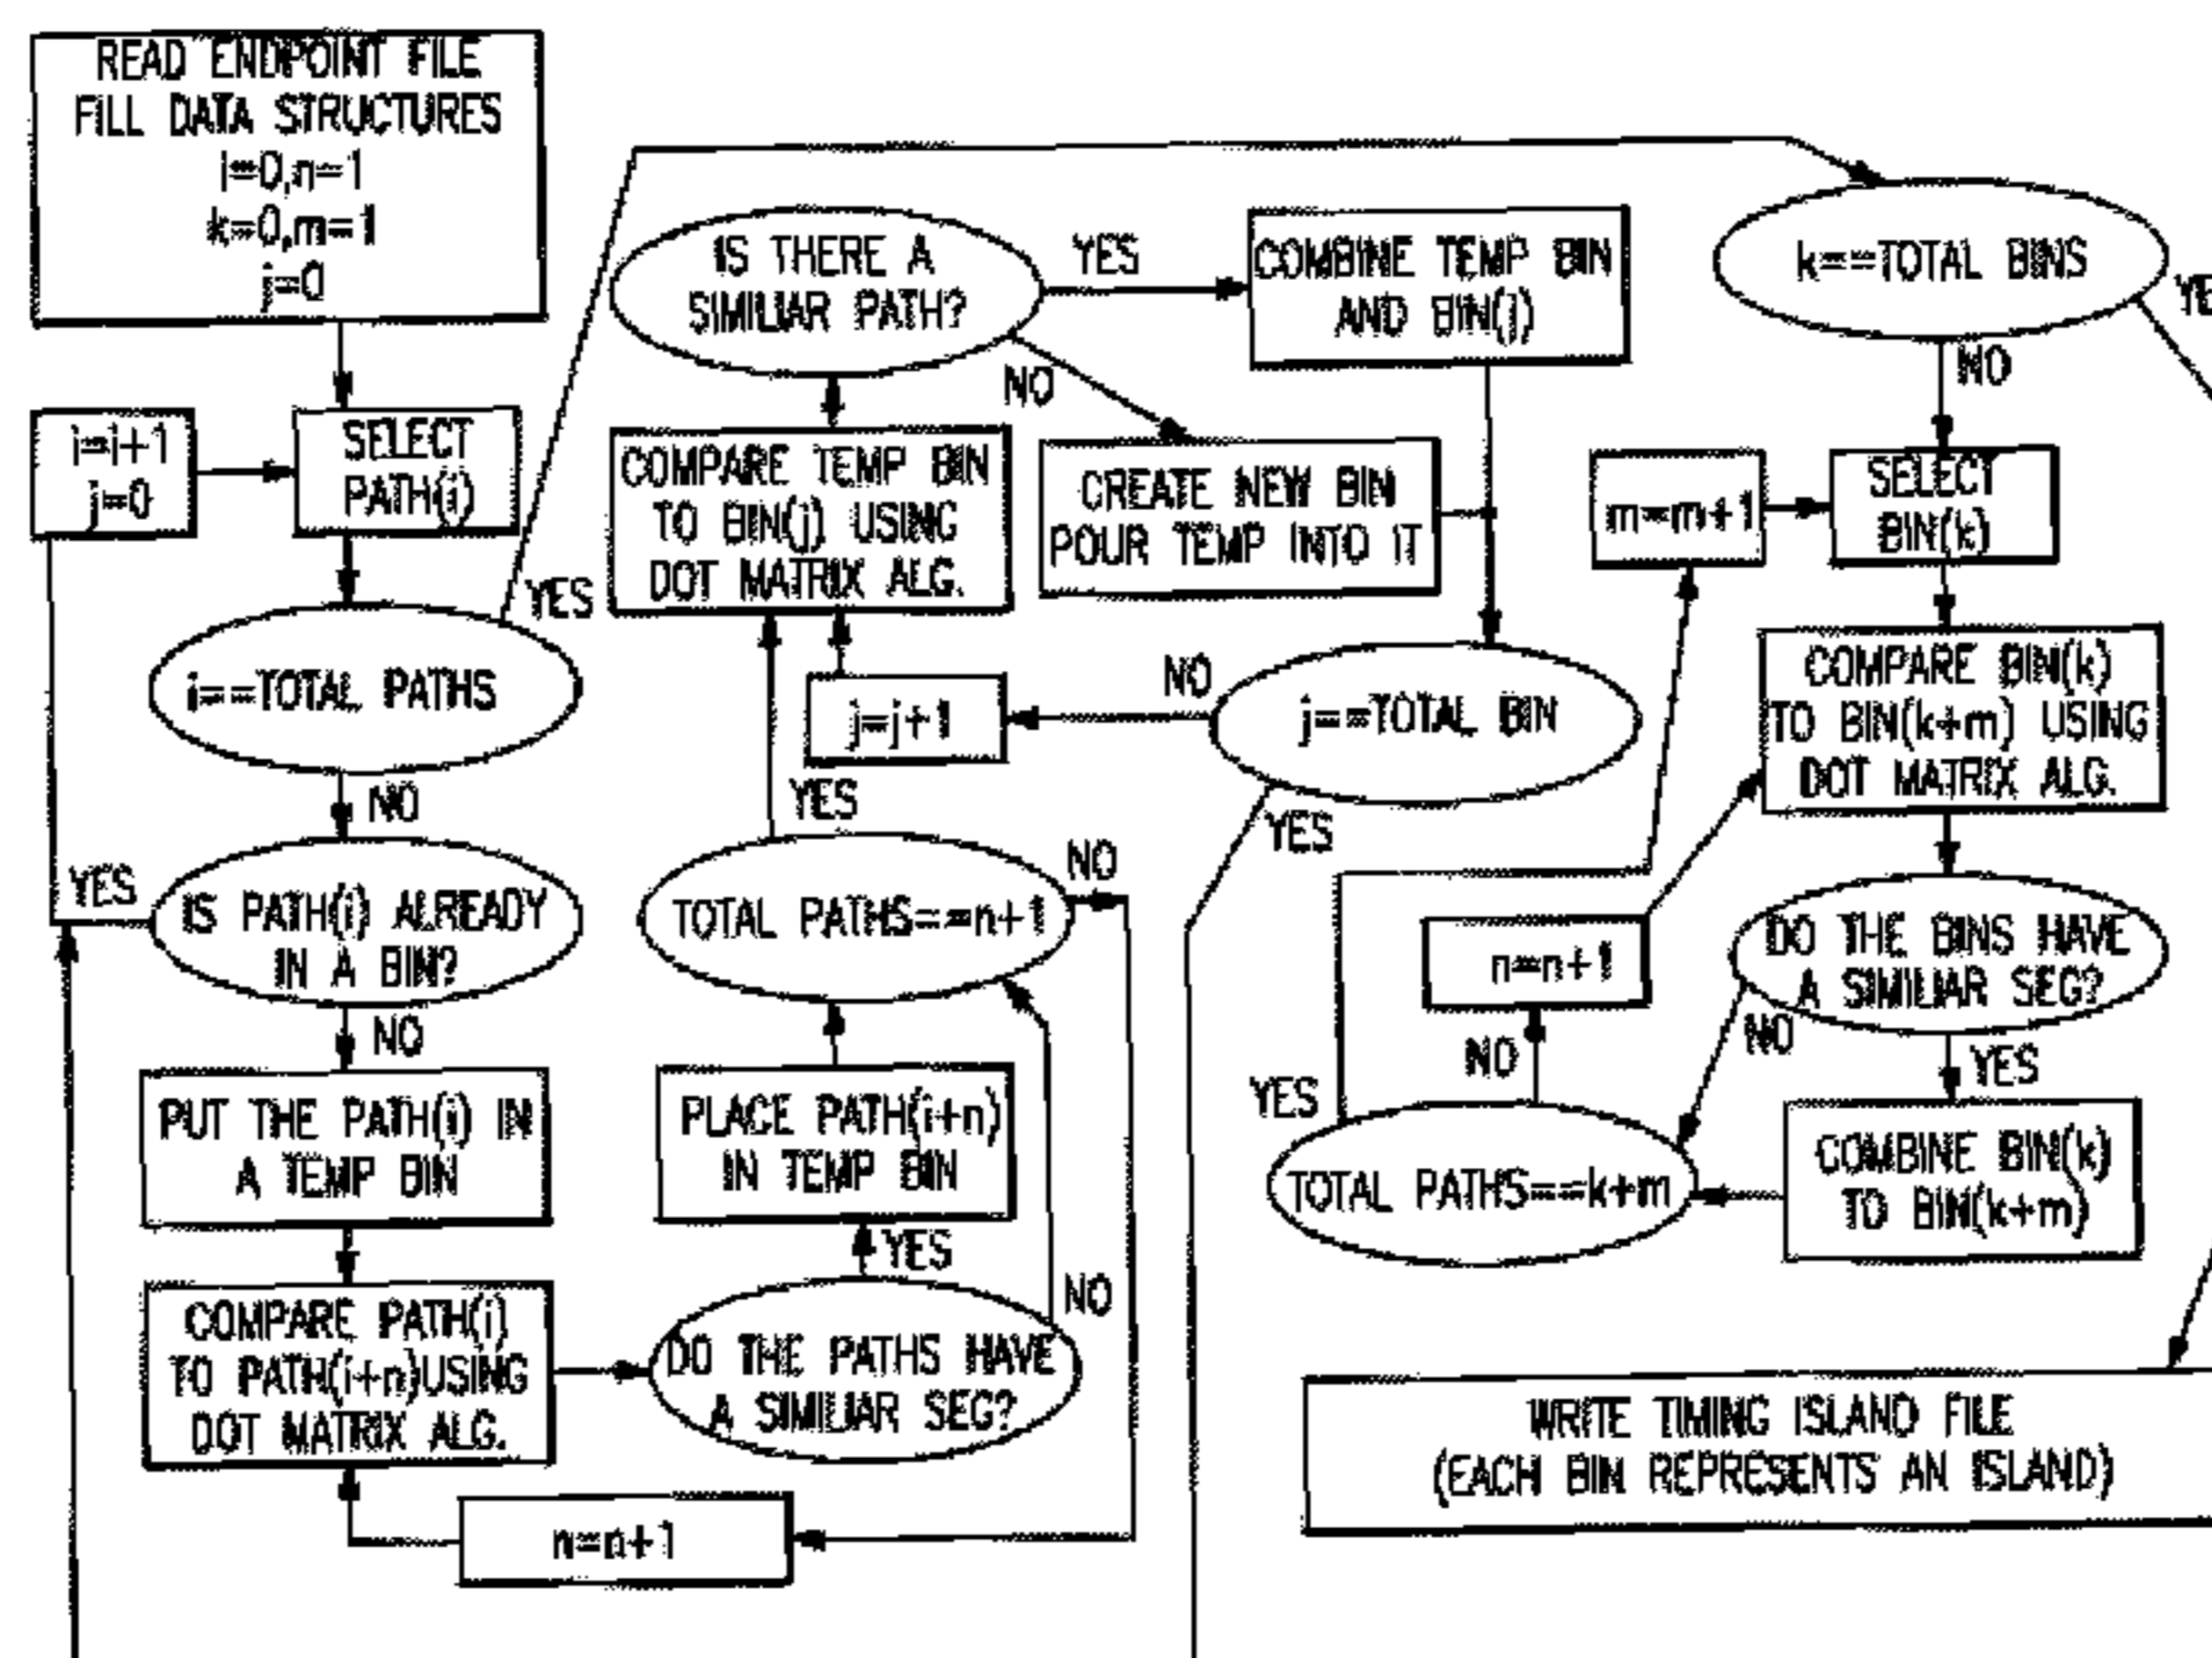 READ ENDPOINT FILE
FILL DATA STRUCTURES
i=0,n=1
k=0,m=1
j=0
i=i+1
j=0
SELECT
PATH(i)
YES
i==TOTAL PATHS
NO
YES
IS PATH(i) ALREADY
IN A BIN?
NO
PUT THE PATH(i) IN
A TEMP BIN
COMPARE PATH(i)
TO PATH(i+n)USING
DOT MATRIX ALG.
n=n+1
IS THERE A
SIMILIAR PATH?
YES
NO
COMPARE TEMP BIN
TO BIN(j) USING
DOT MATRIX ALG.
j=j+1
YES
TOTAL PATHS==n+1
NO
PLACE PATH(i+n)
IN TEMP BIN
YES
NO
DO THE PATHS HAVE
A SIMILIAR SEG?
COMBINE TEMP BIN
AND BIN(j)
CREATE NEW BIN
POUR TEMP INTO IT
NO
j==TOTAL BIN
YES
k==TOTAL BINS
NO
m=m+1
SELECT
BIN(k)
COMPARE BIN(k)
TO BIN(k+m) USING
DOT MATRIX ALG.
n=n+1
DO THE BINS HAVE
A SIMILIAR SEG?
NO
YES
NO
YES
TOTAL PATHS==k+m
COMBINE BIN(k)
TO BIN(k+m)
WRITE TIMING ISLAND FILE
(EACH BIN REPRESENTS AN ISLAND)